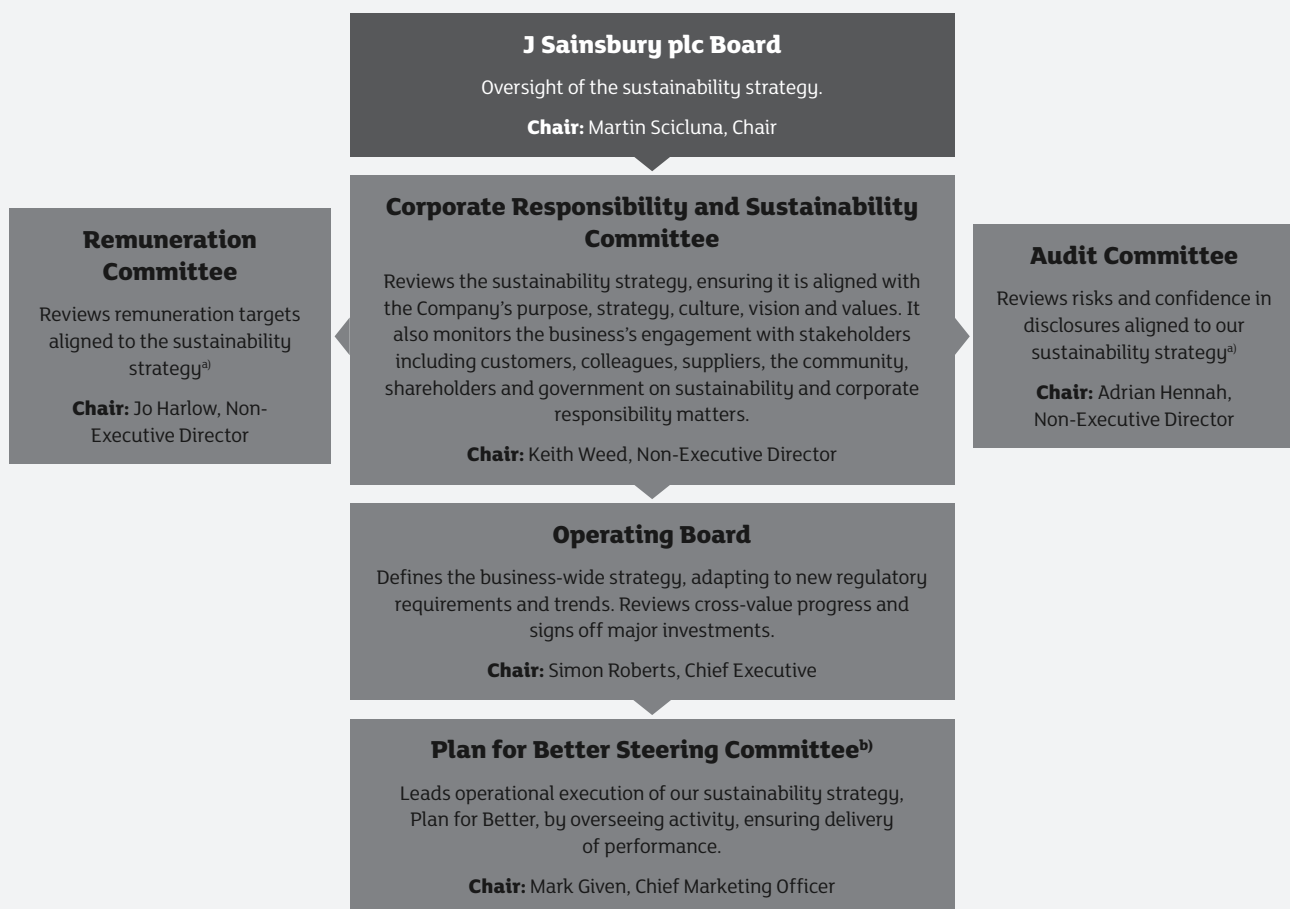 J Sainsbury plc Board
Oversight of the sustainability strategy.
Chair: Martin Scicluna, Chair
Remuneration
Committee
Reviews remuneration targets
aligned to the sustainability
strategyᵃ⁾
Chair: Jo Harlow, Non-
Executive Director
Corporate Responsibility and Sustainability
Committee
Reviews the sustainability strategy, ensuring it is aligned with
the Company’s purpose, strategy, culture, vision and values. It
also monitors the business’s engagement with stakeholders
including customers, colleagues, suppliers, the community,
shareholders and government on sustainability and corporate
responsibility matters.
Chair: Keith Weed, Non-Executive Director
Audit Committee
Reviews risks and confidence in
disclosures aligned to our
sustainability strategyᵃ⁾
Chair: Adrian Hennah,
Non-Executive Director
Operating Board
Defines the business-wide strategy, adapting to new regulatory
requirements and trends. Reviews cross-value progress and
signs off major investments.
Chair: Simon Roberts, Chief Executive
Plan for Better Steering Committeeᵇ⁾
Leads operational execution of our sustainability strategy,
Plan for Better, by overseeing activity, ensuring delivery
of performance.
Chair: Mark Given, Chief Marketing Officer